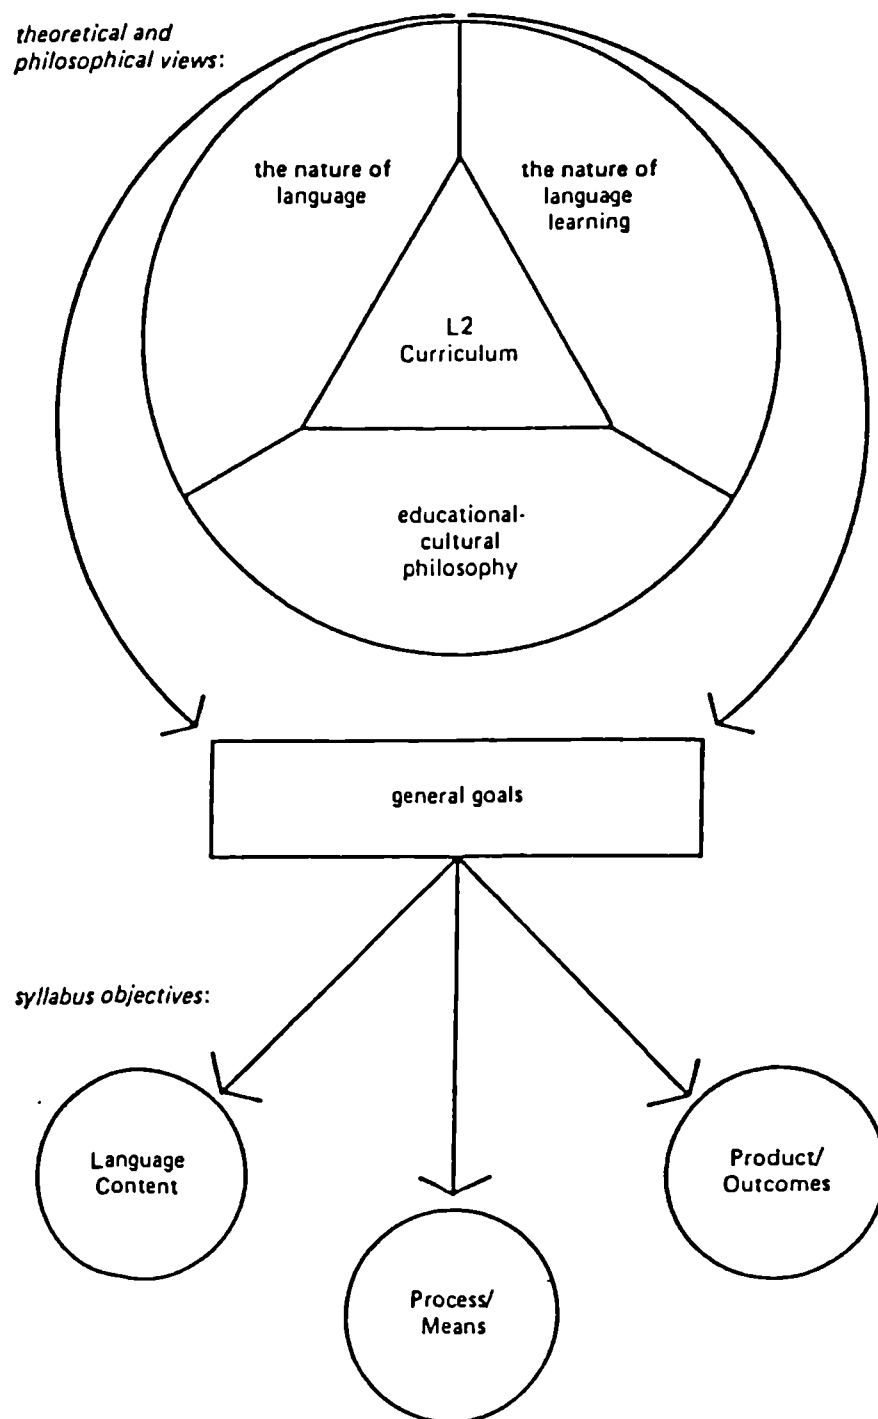 theoretical and
philosophical views:
the nature of
language
the nature of
language
learning
L2
Curriculum
educational-
cultural
philosophy
general goals
syllabus objectives:
Language
Content
Product/
Outcomes
Process/
Means